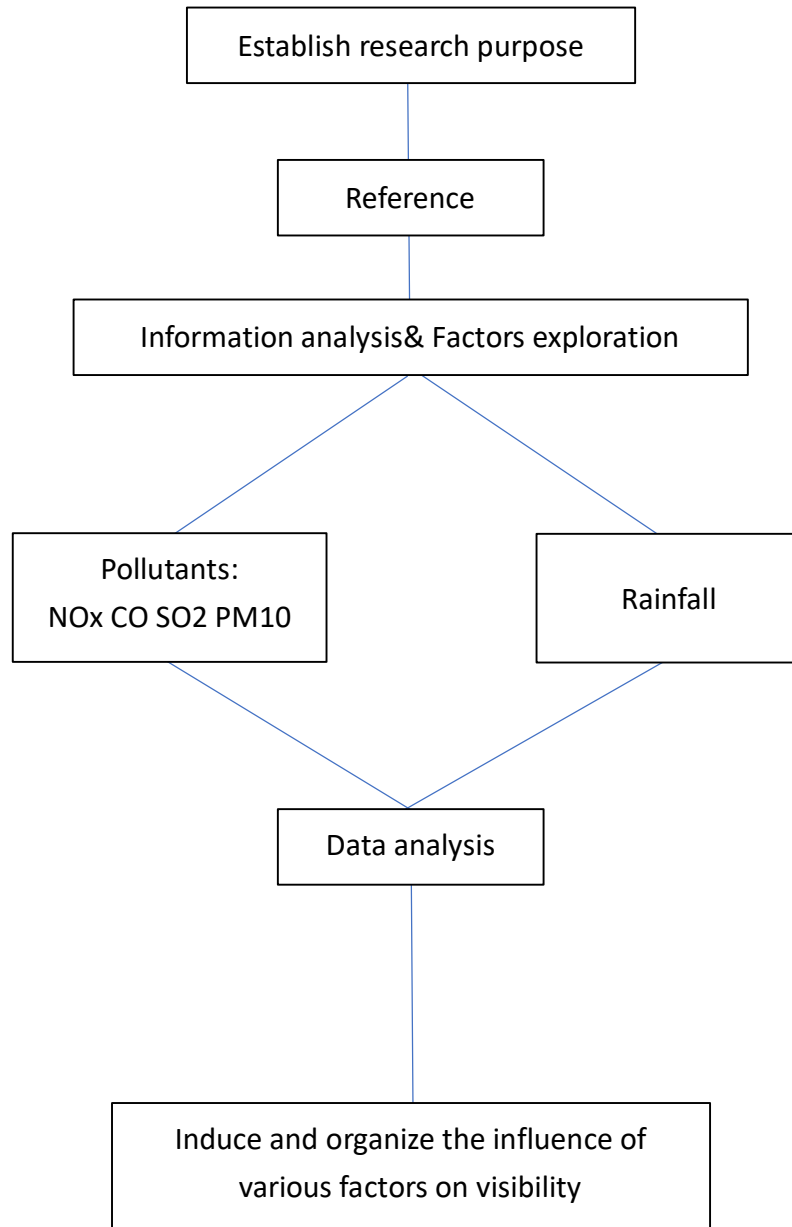 Establish research purpose
Reference
Information analysis& Factors exploration
Pollutants:
NOx CO SO2 PM10
Rainfall
Data analysis
Induce and organize the influence of
various factors on visibility